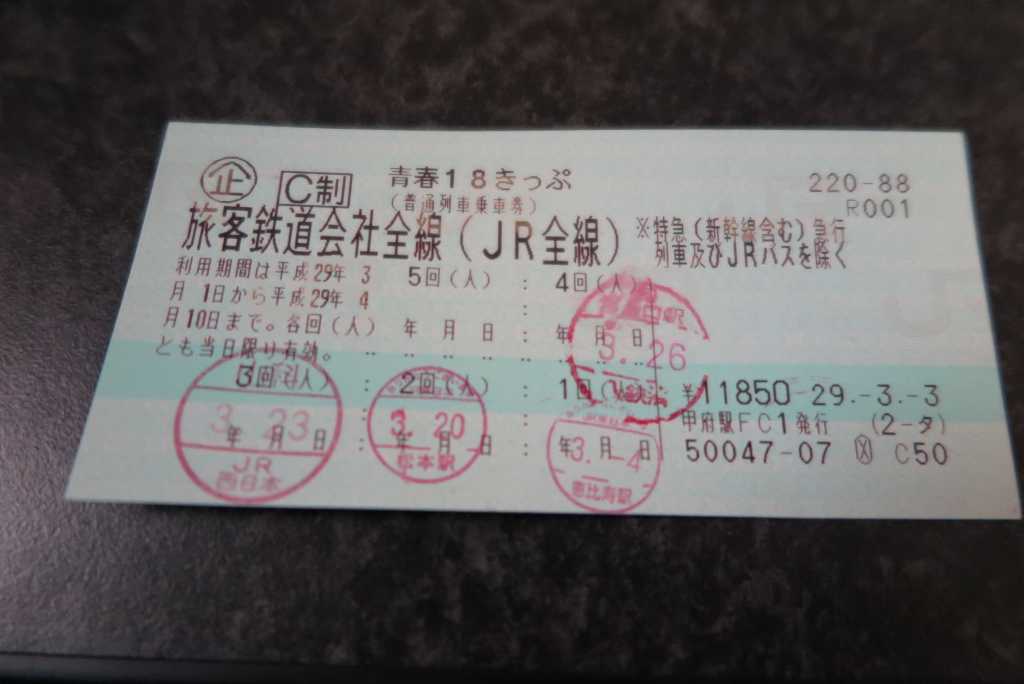 企 C制 青春18きっぷ 220-88
(普通列車乗車券) R001
旅客鉄道会社全線(JR全線) ※特急(新幹線含む)急行
列車及びJRバスを除く
利用期間は平成29年 3 5回(人) : 4回(人)
月 1日から平成29年 4
月10日まで。各回(人) 年 月 日 : 年 月 日
とも当日限り有効。
3回(人) : 2回(人) : 1回(人) ¥11850-29.-3.-3
甲府駅FC1発行 (2-タ)
年 月 日 : 年 月 日 : 年 月 日 50047-07 C50
3. 26
3. 23
JR
西日本
3. 20
松本駅
3. -4
恵比寿駅